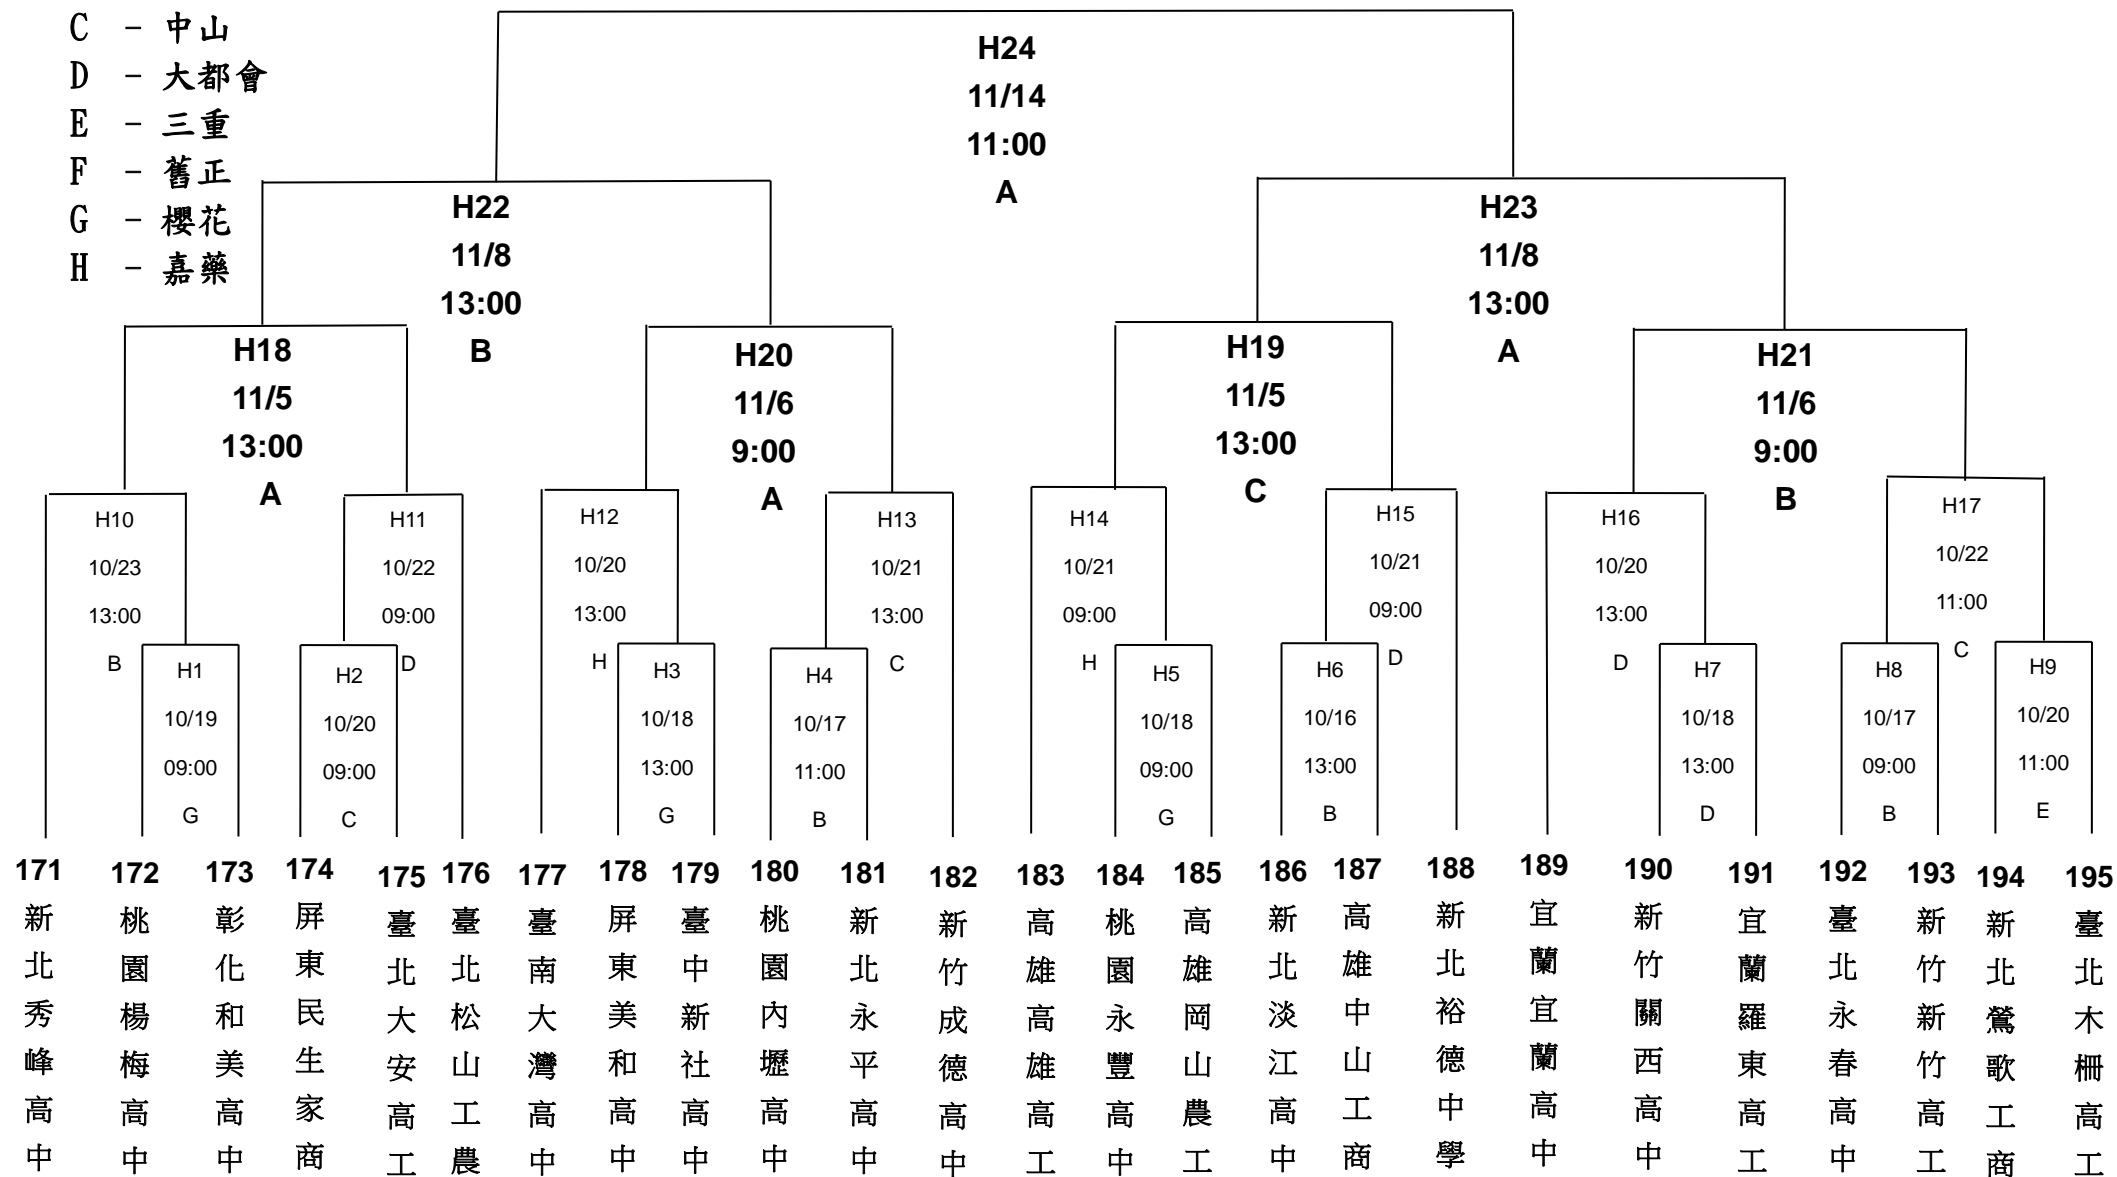 C - 中山
D - 大都會
E - 三重
F - 舊正
G - 櫻花
H - 嘉藥
H24
11/14
11:00
A
H22
11/8
13:00
B
H23
11/8
13:00
A
H18
11/5
13:00
A
H20
11/6
9:00
A
H19
11/5
13:00
C
H21
11/6
9:00
B
H10
10/23
13:00
B
H11
10/22
09:00
D
H12
10/20
13:00
H
H13
10/21
13:00
C
H14
10/21
09:00
H
H15
10/21
09:00
D
H16
10/20
13:00
D
H17
10/22
11:00
C
H1
10/19
09:00
G
H2
10/20
09:00
C
H3
10/18
13:00
G
H4
10/17
11:00
B
H5
10/18
09:00
G
H6
10/16
13:00
B
H7
10/18
13:00
D
H8
10/17
09:00
B
H9
10/20
11:00
E
171
新北秀峰高中
172
桃園楊梅高中
173
彰化和美高中
174
屏東民生家商
175
臺北大安高工
176
臺北松山工農
177
臺南大灣高中
178
屏東美和高中
179
臺中新社高中
180
桃園內壢高中
181
新北永平高中
182
新竹成德高中
183
高雄高雄高工
184
桃園永豐高中
185
高雄岡山農工
186
新北淡江高中
187
高雄中山工商
188
新北裕德中學
189
宜蘭宜蘭高中
190
新竹關西高中
191
宜蘭羅東高工
192
臺北永春高中
193
新竹新竹高工
194
新北鶯歌工商
195
臺北木柵高工